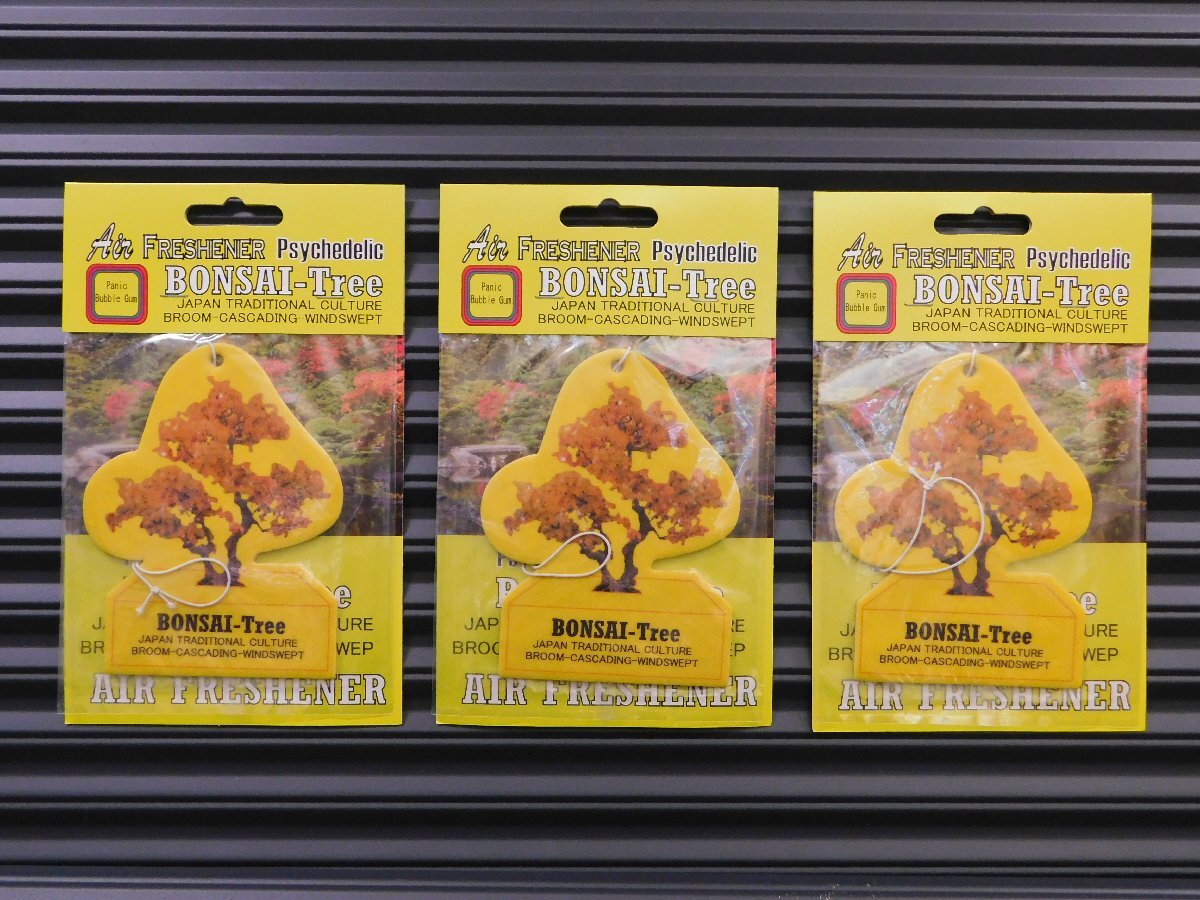 Air FRESHENER Psychedelic
Panic
Bubble Gum
BONSAI-Tree
JAPAN TRADITIONAL CULTURE
BROOM-CASCADING-WINDSWEPT
BONSAI-Tree
JAPAN TRADITIONAL CULTURE
BROOM-CASCADING-WINDSWEPT
AIR FRESHENER
Air FRESHENER Psychedelic
Panic
Bubble Gum
BONSAI-Tree
JAPAN TRADITIONAL CULTURE
BROOM-CASCADING-WINDSWEPT
BONSAI-Tree
JAPAN TRADITIONAL CULTURE
BROOM-CASCADING-WINDSWEPT
AIR FRESHENER
Air FRESHENER Psychedelic
Panic
Bubble Gum
BONSAI-Tree
JAPAN TRADITIONAL CULTURE
BROOM-CASCADING-WINDSWEPT
BONSAI-Tree
JAPAN TRADITIONAL CULTURE
BROOM-CASCADING-WINDSWEPT
AIR FRESHENER